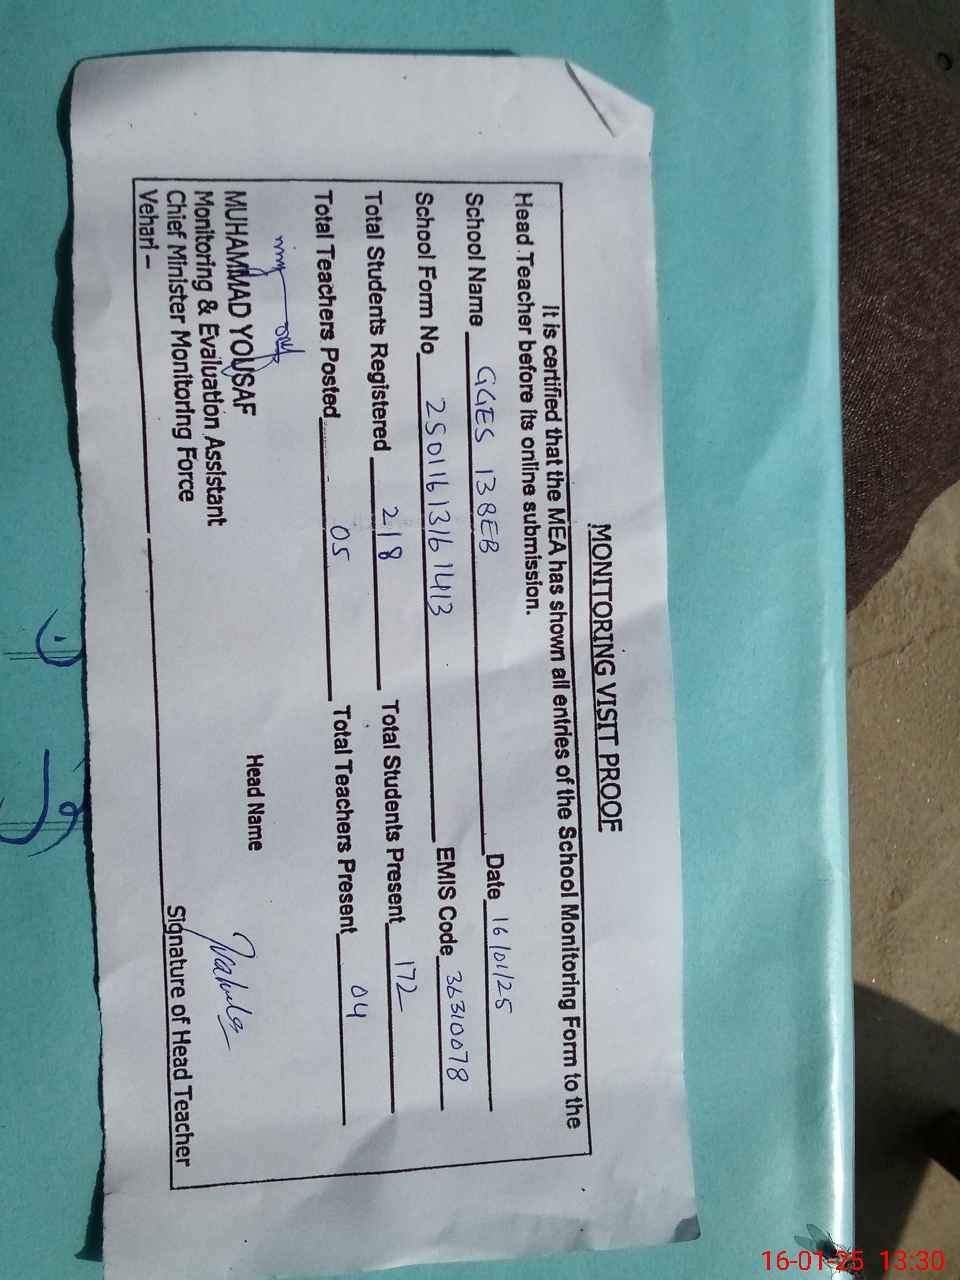 MONITORING VISIT PROOF
It is certified that the MEA has shown all entries of the School Monitoring Form to the
Head Teacher before its online submission.
School Name GGES 138EB Date 16/01/25
School Form No 25011613161413 EMIS Code 36310078
Total Students Registered 218 Total Students Present 172
Total Teachers Posted 05 Total Teachers Present 04
MUHAMMAD YOUSAF
Monitoring & Evaluation Assistant
Chief Minister Monitoring Force
Vehari -
Head Name
Signature of Head Teacher
16-01-25 13:30